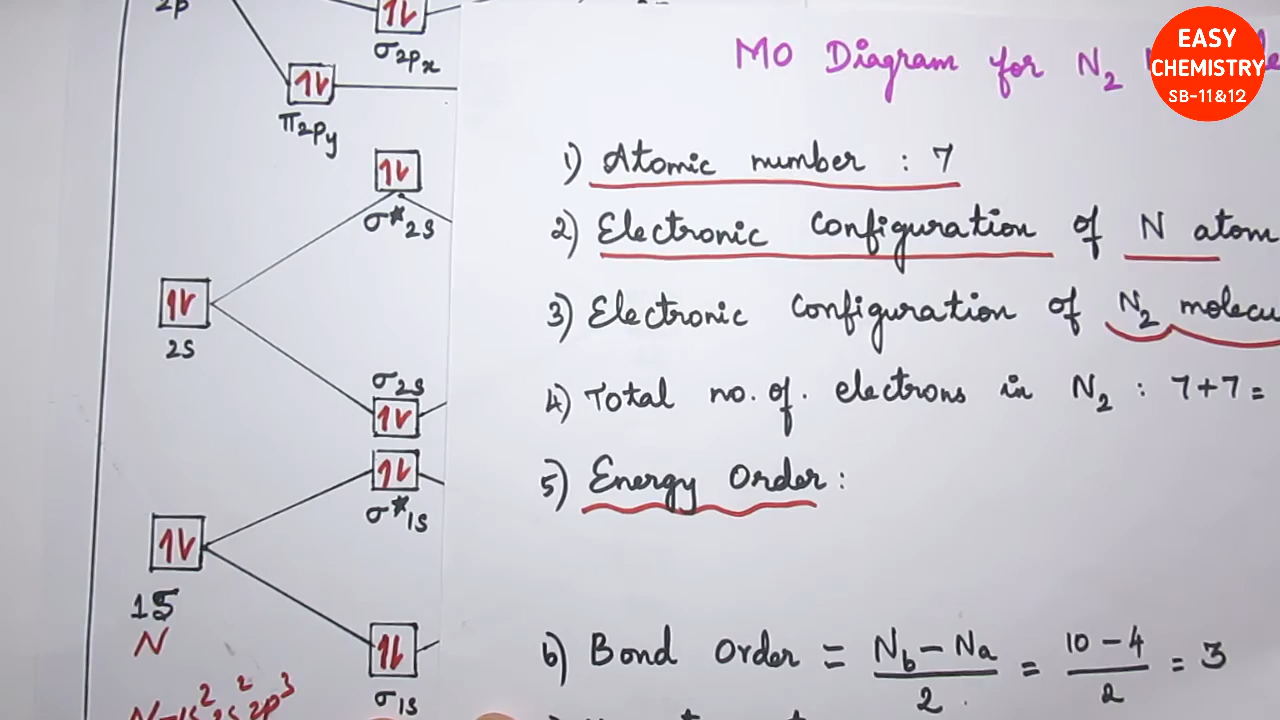 2p
σ2px
π2py
σ*2s
2s
σ2s
σ*1s
1s
N
σ1s
MO Diagram for N2
EASY
CHEMISTRY
SB-11&12
1) Atomic number : 7
2) Electronic Configuration of N atom
3) Electronic Configuration of N2 molecu
4) Total no. of. electrons in N2 : 7+7=
5) Energy Order :
6) Bond Order = Nb - Na / 2 = 10 - 4 / 2 = 3